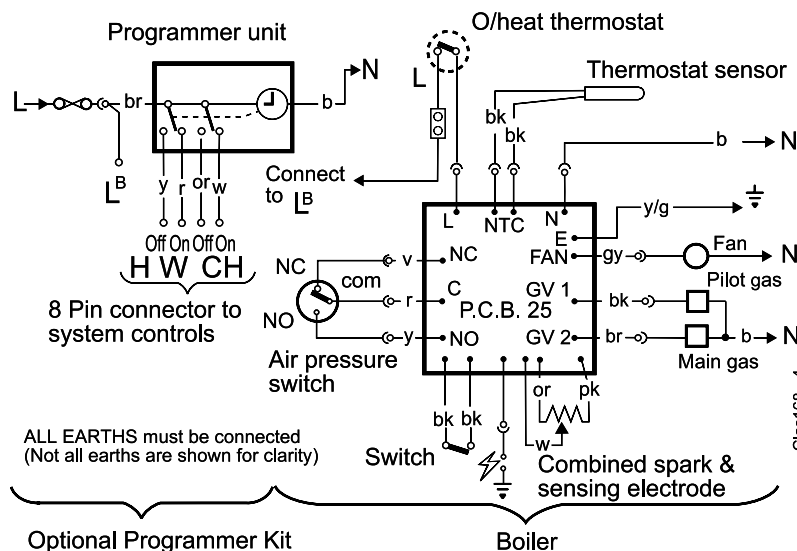 O/heat thermostat
Programmer unit
L
N
Thermostat sensor
L
br
b
bk
bk
b
N
L^B
y
r
or
w
Connect
to L^B
y/g
L
NTC
N
E
Off On Off On
H W CH
NC
v
NC
FAN
gy
Fan
N
com
Pilot gas
8 Pin connector to
system controls
r
C
P.C.B. 25
GV 1
bk
NO
y
NO
GV 2
br
b
N
Air pressure
switch
Main gas
or
pk
bk
bk
w
ALL EARTHS must be connected
(Not all earths are shown for clarity)
Switch
Combined spark &
sensing electrode
Optional Programmer Kit
Boiler